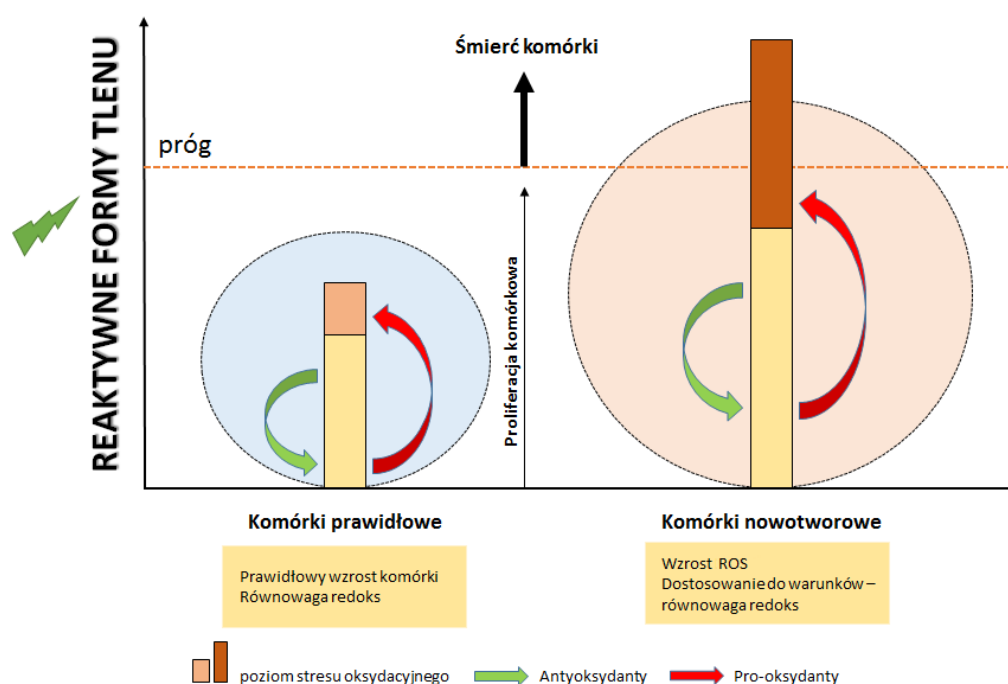 REAKTYWNE FORMY TLENU
Śmierć komórki
próg
Proliferacja komórkowa
Komórki prawidłowe
Komórki nowotworowe
Prawidłowy wzrost komórki
Równowaga redoks
Wzrost ROS
Dostosowanie do warunków –
równowaga redoks
poziom stresu oksydacyjnego
Antyoksydanty
Pro-oksydanty